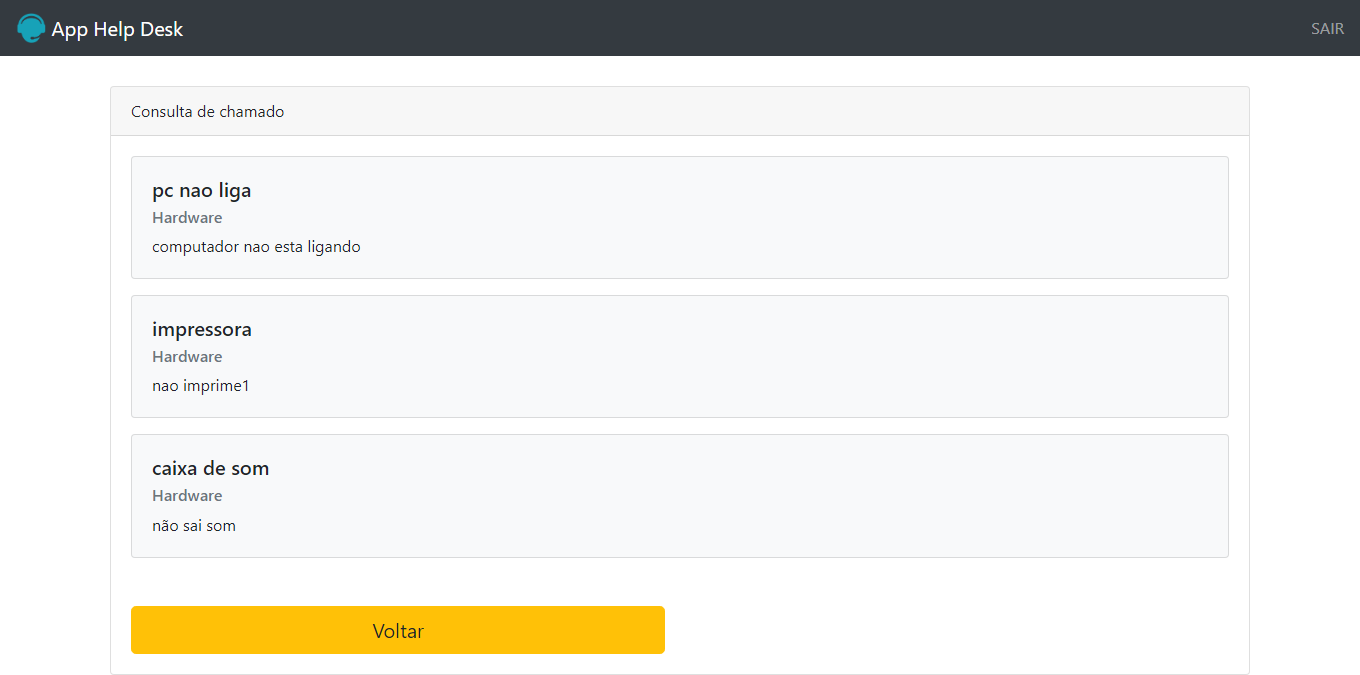 App Help Desk
SAIR
Consulta de chamado
pc nao liga
Hardware
computador nao esta ligando
impressora
Hardware
nao imprime1
caixa de som
Hardware
não sai som
Voltar